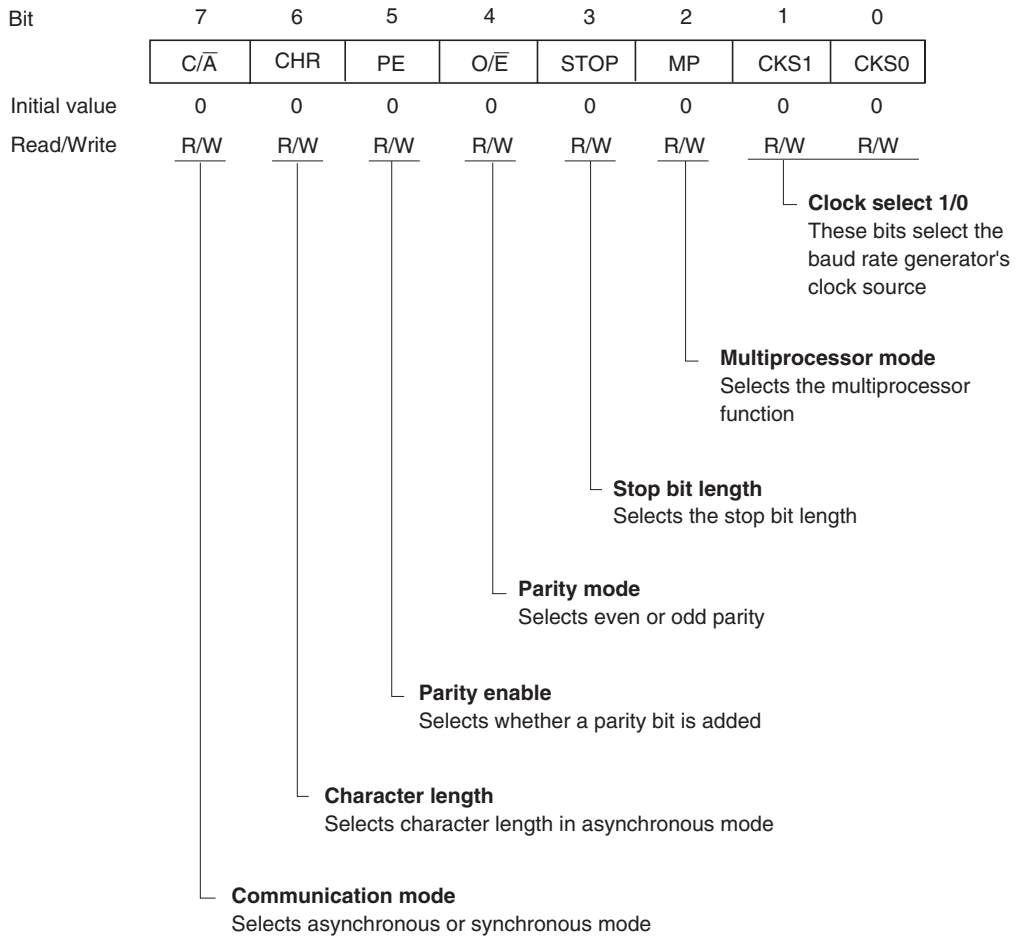 Bit 7 6 5 4 3 2 1 0
C/A̅ CHR PE O/E̅ STOP MP CKS1 CKS0
Initial value 0 0 0 0 0 0 0 0
Read/Write R/W R/W R/W R/W R/W R/W R/W R/W
Clock select 1/0
These bits select the
baud rate generator's
clock source
Multiprocessor mode
Selects the multiprocessor
function
Stop bit length
Selects the stop bit length
Parity mode
Selects even or odd parity
Parity enable
Selects whether a parity bit is added
Character length
Selects character length in asynchronous mode
Communication mode
Selects asynchronous or synchronous mode